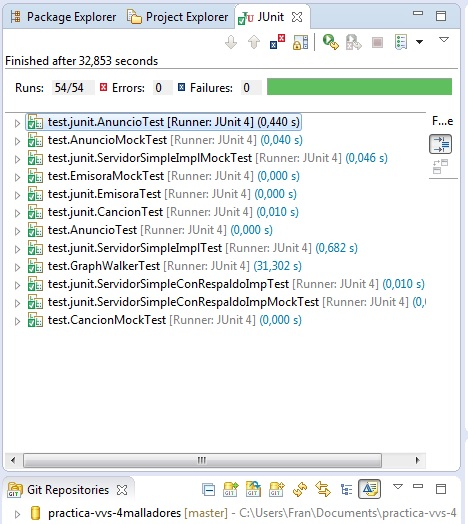 Package Explorer Project Explorer JUnit
Finished after 32,853 seconds
Runs: 54/54 Errors: 0 Failures: 0
test.junit.AnuncioTest [Runner: JUnit 4] (0,440 s)
F...e
test.AnuncioMockTest [Runner: JUnit 4] (0,040 s)
test.junit.ServidorSimpleImplMockTest [Runner: JUnit 4] (0,046 s)
test.EmisoraMockTest [Runner: JUnit 4] (0,000 s)
test.junit.EmisoraTest [Runner: JUnit 4] (0,000 s)
test.junit.CancionTest [Runner: JUnit 4] (0,010 s)
test.AnuncioTest [Runner: JUnit 4] (0,000 s)
test.junit.ServidorSimpleImplTest [Runner: JUnit 4] (0,682 s)
test.GraphWalkerTest [Runner: JUnit 4] (31,302 s)
test.junit.ServidorSimpleConRespaldoImpTest [Runner: JUnit 4] (0,010 s)
test.junit.ServidorSimpleConRespaldoImpMockTest [Runner: JUnit 4] (0,0
test.CancionMockTest [Runner: JUnit 4] (0,000 s)
Git Repositories
practica-vvs-4malladores [master] - C:\Users\Fran\Documents\practica-vvs-4